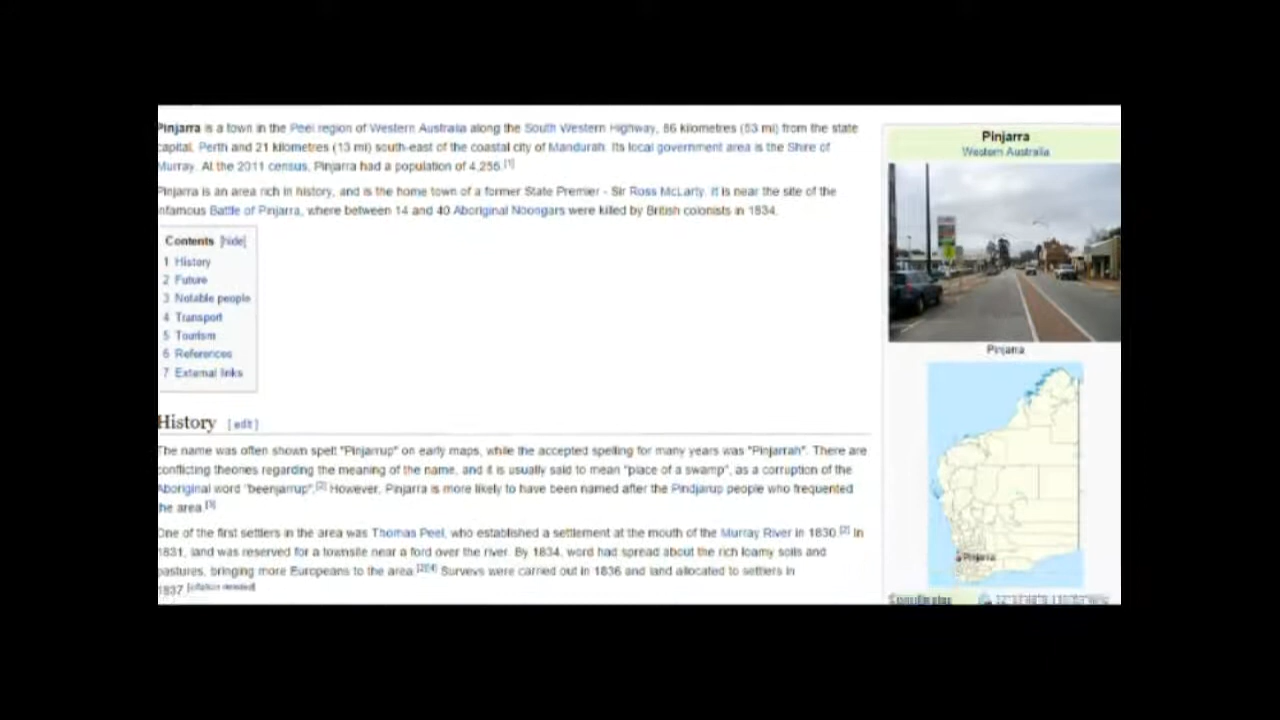 Pinjarra is a town in the Peel region of Western Australia along the South Western Highway, 86 kilometres (53 mi) from the state
capital, Perth and 21 kilometres (13 mi) south-east of the coastal city of Mandurah. Its local government area is the Shire of
Murray. At the 2011 census, Pinjarra had a population of 4,256.[1]
Pinjarra is an area rich in history, and is the home town of a former State Premier - Sir Ross McLarty. It is near the site of the
infamous Battle of Pinjarra, where between 14 and 40 Aboriginal Noongars were killed by British colonists in 1834.
Contents [hide]
1 History
2 Future
3 Notable people
4 Transport
5 Tourism
6 References
7 External links
History [edit]
The name was often shown spelt "Pinjarrup" on early maps, while the accepted spelling for many years was "Pinjarrah". There are
conflicting theories regarding the meaning of the name, and it is usually said to mean "place of a swamp", as a corruption of the
Aboriginal word "beenjarrup".[2] However, Pinjarra is more likely to have been named after the Pindjarup people who frequented
the area.[3]
One of the first settlers in the area was Thomas Peel, who established a settlement at the mouth of the Murray River in 1830.[2] In
1831, land was reserved for a townsite near a ford over the river. By 1834, word had spread about the rich loamy soils and
pastures, bringing more Europeans to the area.[2][4] Surveys were carried out in 1836 and land allocated to settlers in
1837.[citation needed]
Pinjarra
Western Australia
Pinjarra
Pinjarra
Coordinates